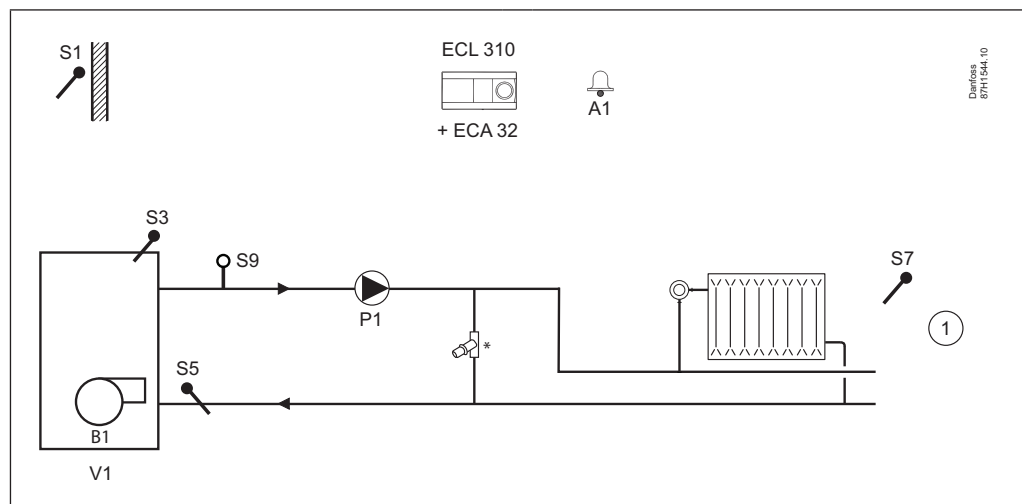 S1
ECL 310
+ ECA 32
A1
Danfoss
87H1544.10
S3
S9
P1
S7
1
*
S5
B1
V1